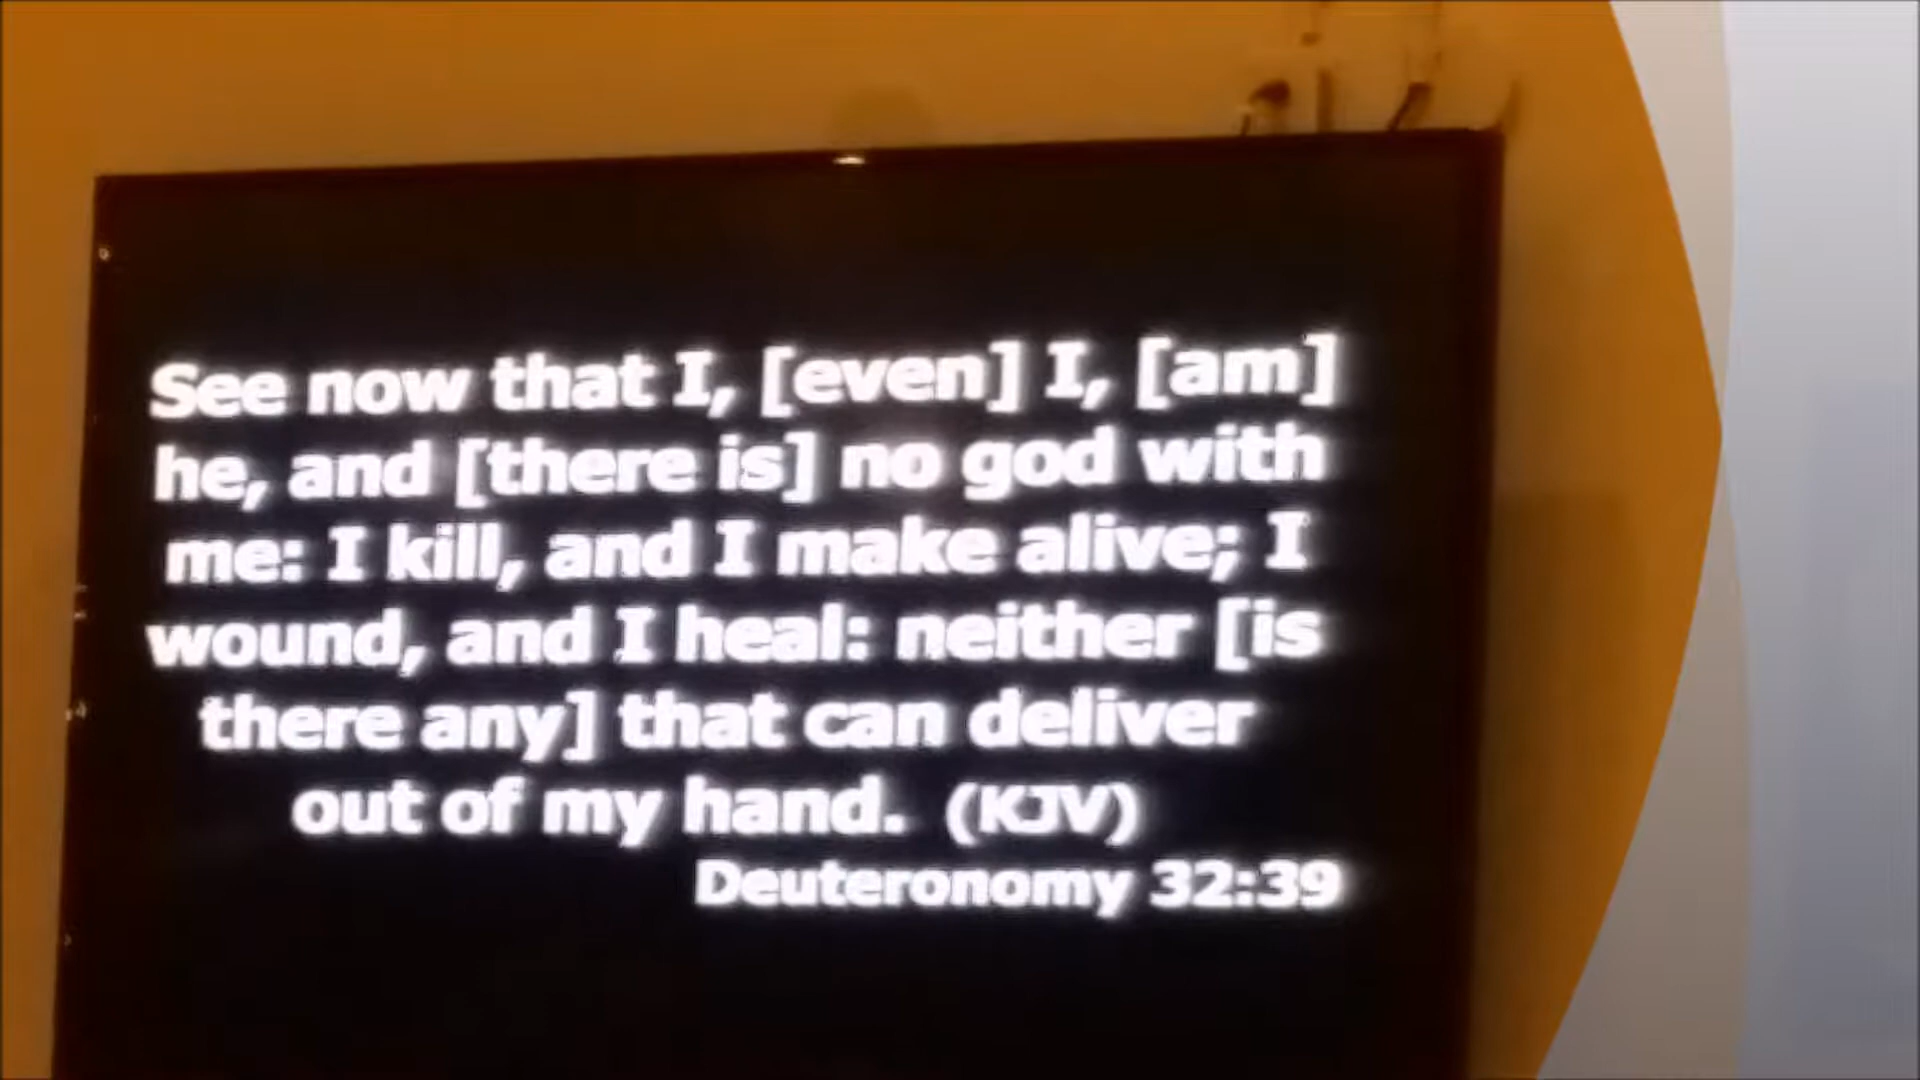 See now that I, [even] I, [am]
he, and [there is] no god with
me: I kill, and I make alive; I
wound, and I heal: neither [is
there any] that can deliver
out of my hand. (KJV)
Deuteronomy 32:39